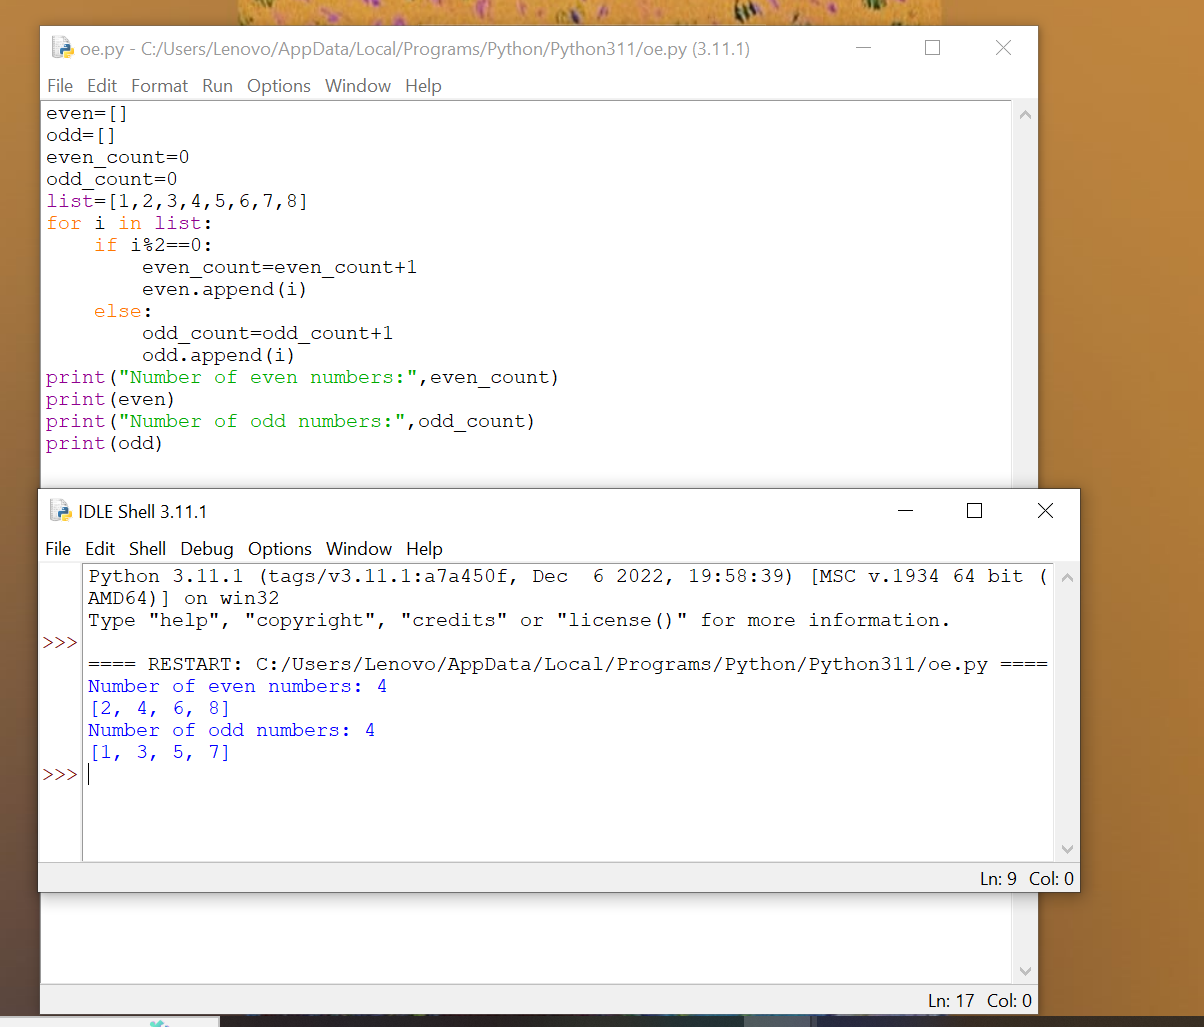 oe.py - C:/Users/Lenovo/AppData/Local/Programs/Python/Python311/oe.py (3.11.1)
File Edit Format Run Options Window Help
even=[]
odd=[]
even_count=0
odd_count=0
list=[1,2,3,4,5,6,7,8]
for i in list:
    if i%2==0:
        even_count=even_count+1
        even.append(i)
    else:
        odd_count=odd_count+1
        odd.append(i)
print("Number of even numbers:",even_count)
print(even)
print("Number of odd numbers:",odd_count)
print(odd)
IDLE Shell 3.11.1
File Edit Shell Debug Options Window Help
Python 3.11.1 (tags/v3.11.1:a7a450f, Dec  6 2022, 19:58:39) [MSC v.1934 64 bit (
AMD64)] on win32
Type "help", "copyright", "credits" or "license()" for more information.
>>>
==== RESTART: C:/Users/Lenovo/AppData/Local/Programs/Python/Python311/oe.py ====
Number of even numbers: 4
[2, 4, 6, 8]
Number of odd numbers: 4
[1, 3, 5, 7]
>>>
Ln: 9 Col: 0
Ln: 17 Col: 0